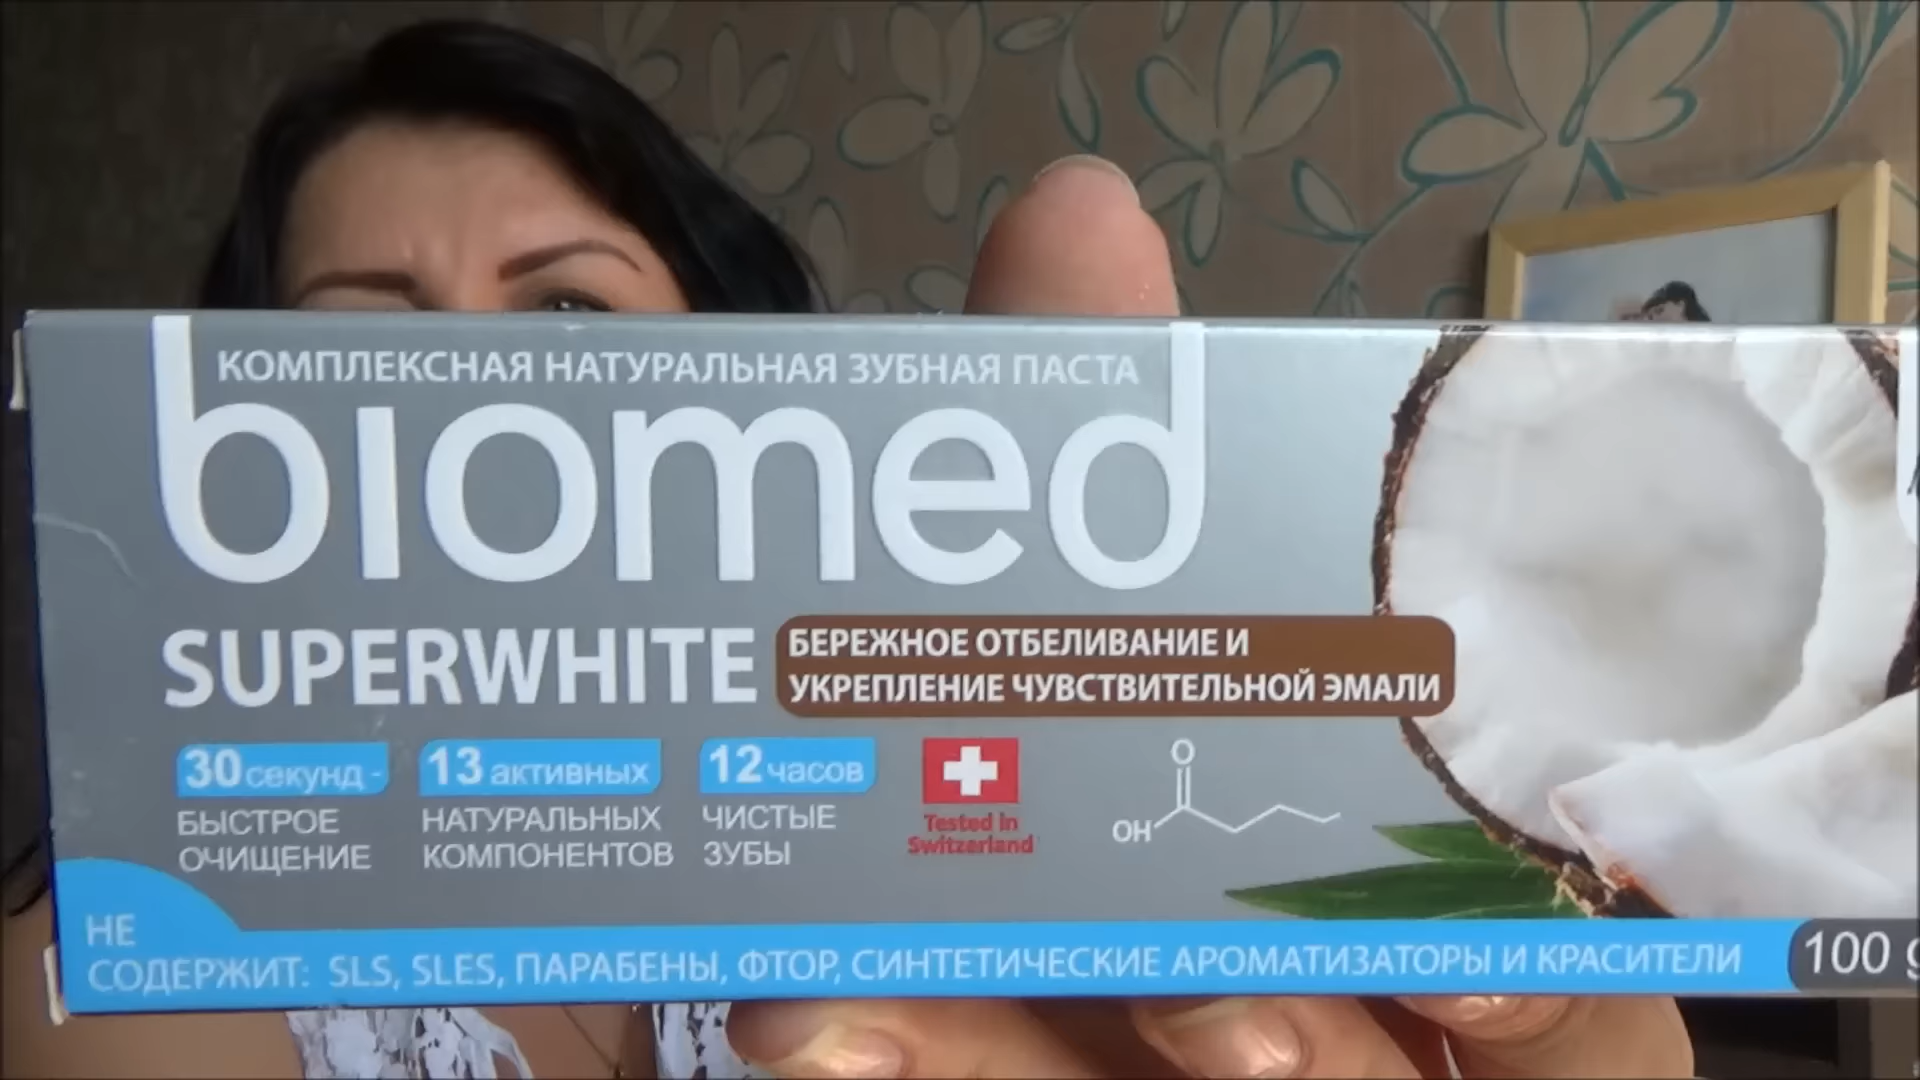 КОМПЛЕКСНАЯ НАТУРАЛЬНАЯ ЗУБНАЯ ПАСТА
biomed
SUPERWHITE
БЕРЕЖНОЕ ОТБЕЛИВАНИЕ И
УКРЕПЛЕНИЕ ЧУВСТВИТЕЛЬНОЙ ЭМАЛИ
30 секунд -
БЫСТРОЕ
ОЧИЩЕНИЕ
13 активных
НАТУРАЛЬНЫХ
КОМПОНЕНТОВ
12 часов
ЧИСТЫЕ
ЗУБЫ
Tested in
Switzerland
O
OH
НЕ
СОДЕРЖИТ: SLS, SLES, ПАРАБЕНЫ, ФТОР, СИНТЕТИЧЕСКИЕ АРОМАТИЗАТОРЫ И КРАСИТЕЛИ
100 g